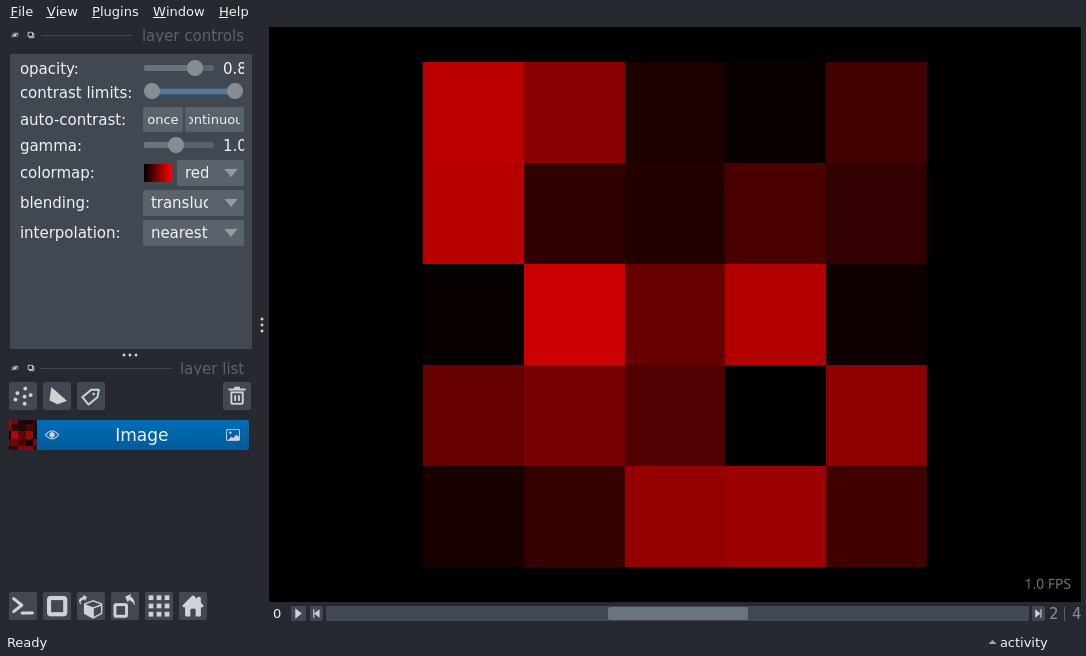 File View Plugins Window Help
layer controls
opacity: 0.8
contrast limits:
auto-contrast: once ontinuou
gamma: 1.0
colormap: red
blending: transluc
interpolation: nearest
layer list
Image
1.0 FPS
0 2 | 4
Ready activity